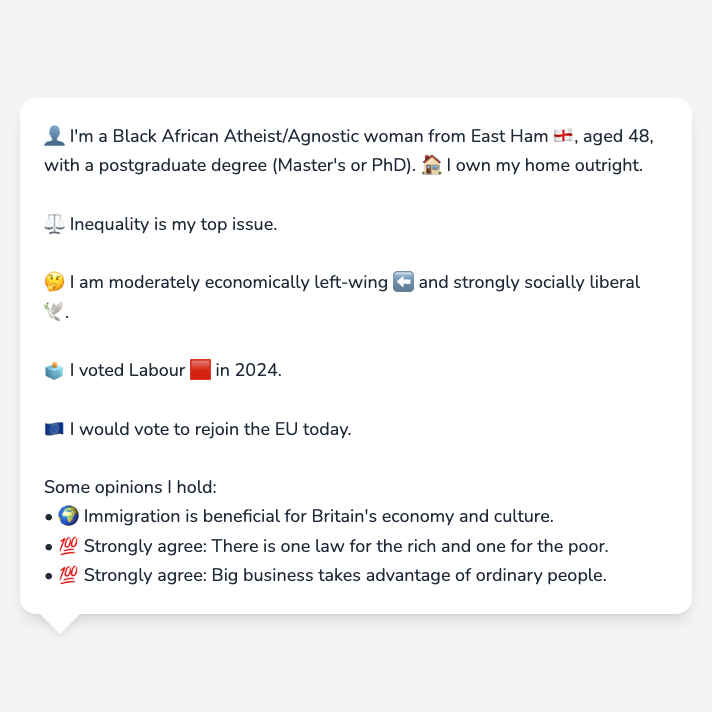 👤 I'm a Black African Atheist/Agnostic woman from East Ham 🏴󠁧󠁢󠁥󠁮󠁧󠁿, aged 48,
with a postgraduate degree (Master's or PhD). 🏠 I own my home outright.
⚖️ Inequality is my top issue.
🤔 I am moderately economically left-wing ⬅️ and strongly socially liberal
🕊️.
🗳️ I voted Labour 🟥 in 2024.
🇪🇺 I would vote to rejoin the EU today.
Some opinions I hold:
• 🌍 Immigration is beneficial for Britain's economy and culture.
• 💯 Strongly agree: There is one law for the rich and one for the poor.
• 💯 Strongly agree: Big business takes advantage of ordinary people.